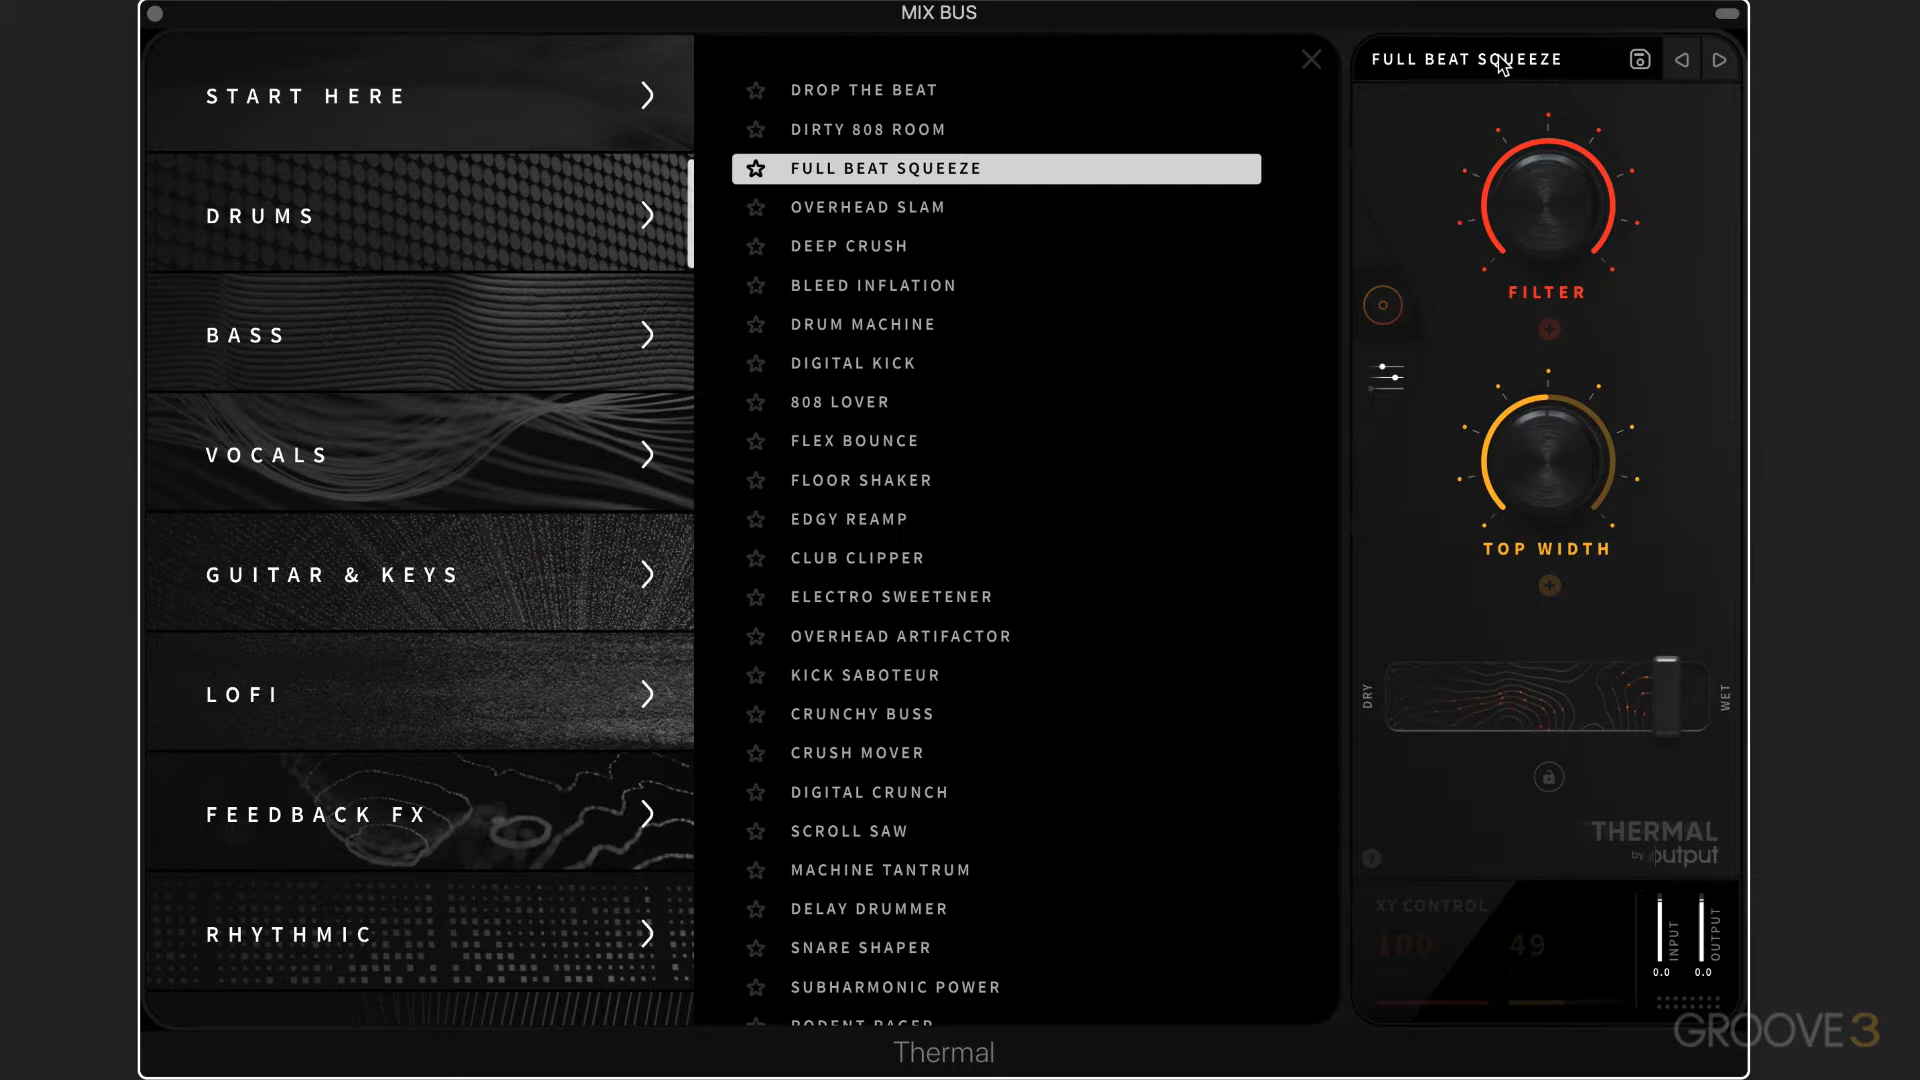 MIX BUS
START HERE
DRUMS
BASS
VOCALS
GUITAR & KEYS
LOFI
FEEDBACK FX
RHYTHMIC
DROP THE BEAT
DIRTY 808 ROOM
FULL BEAT SQUEEZE
OVERHEAD SLAM
DEEP CRUSH
BLEED INFLATION
DRUM MACHINE
DIGITAL KICK
808 LOVER
FLEX BOUNCE
FLOOR SHAKER
EDGY REAMP
CLUB CLIPPER
ELECTRO SWEETENER
OVERHEAD ARTIFACTOR
KICK SABOTEUR
CRUNCHY BUSS
CRUSH MOVER
DIGITAL CRUNCH
SCROLL SAW
MACHINE TANTRUM
DELAY DRUMMER
SNARE SHAPER
SUBHARMONIC POWER
FULL BEAT SQUEEZE
FILTER
TOP WIDTH
DRY
WET
THERMAL
by output
XY CONTROL
100 49
INPUT
OUTPUT
0.0 0.0
Thermal
GROOVE 3